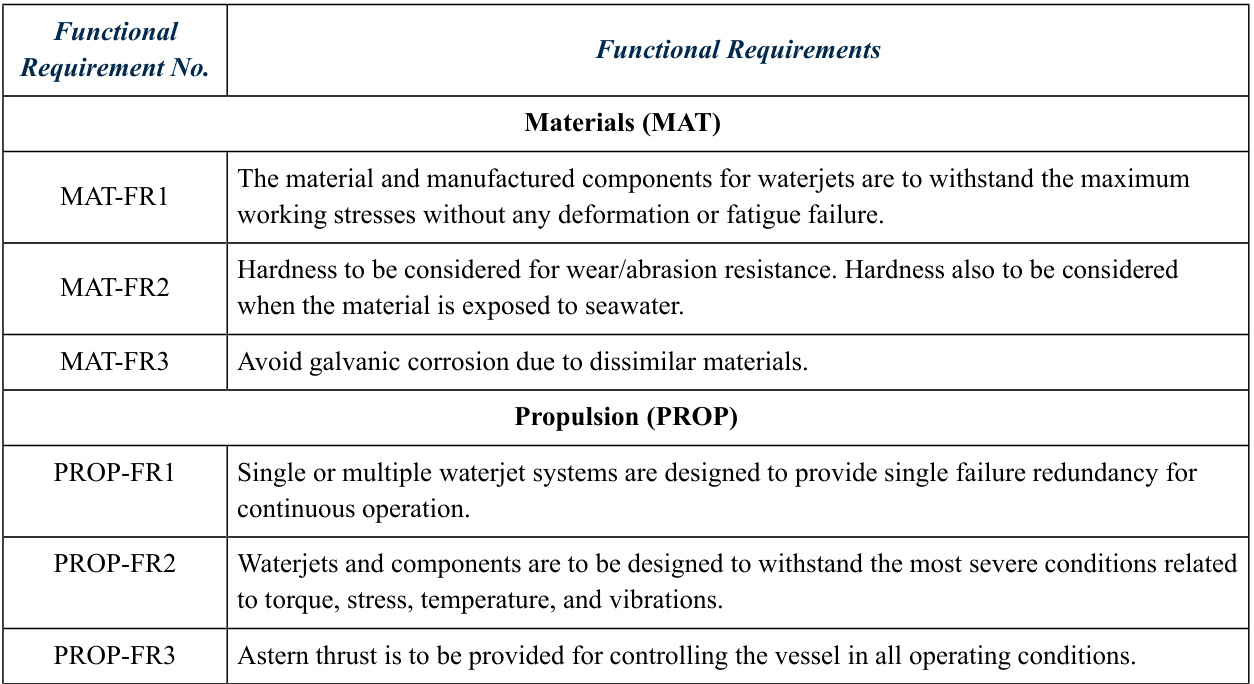 Functional
Requirement No.
Functional Requirements
Materials (MAT)
MAT-FR1
The material and manufactured components for waterjets are to withstand the maximum
working stresses without any deformation or fatigue failure.
MAT-FR2
Hardness to be considered for wear/abrasion resistance. Hardness also to be considered
when the material is exposed to seawater.
MAT-FR3
Avoid galvanic corrosion due to dissimilar materials.
Propulsion (PROP)
PROP-FR1
Single or multiple waterjet systems are designed to provide single failure redundancy for
continuous operation.
PROP-FR2
Waterjets and components are to be designed to withstand the most severe conditions related
to torque, stress, temperature, and vibrations.
PROP-FR3
Astern thrust is to be provided for controlling the vessel in all operating conditions.